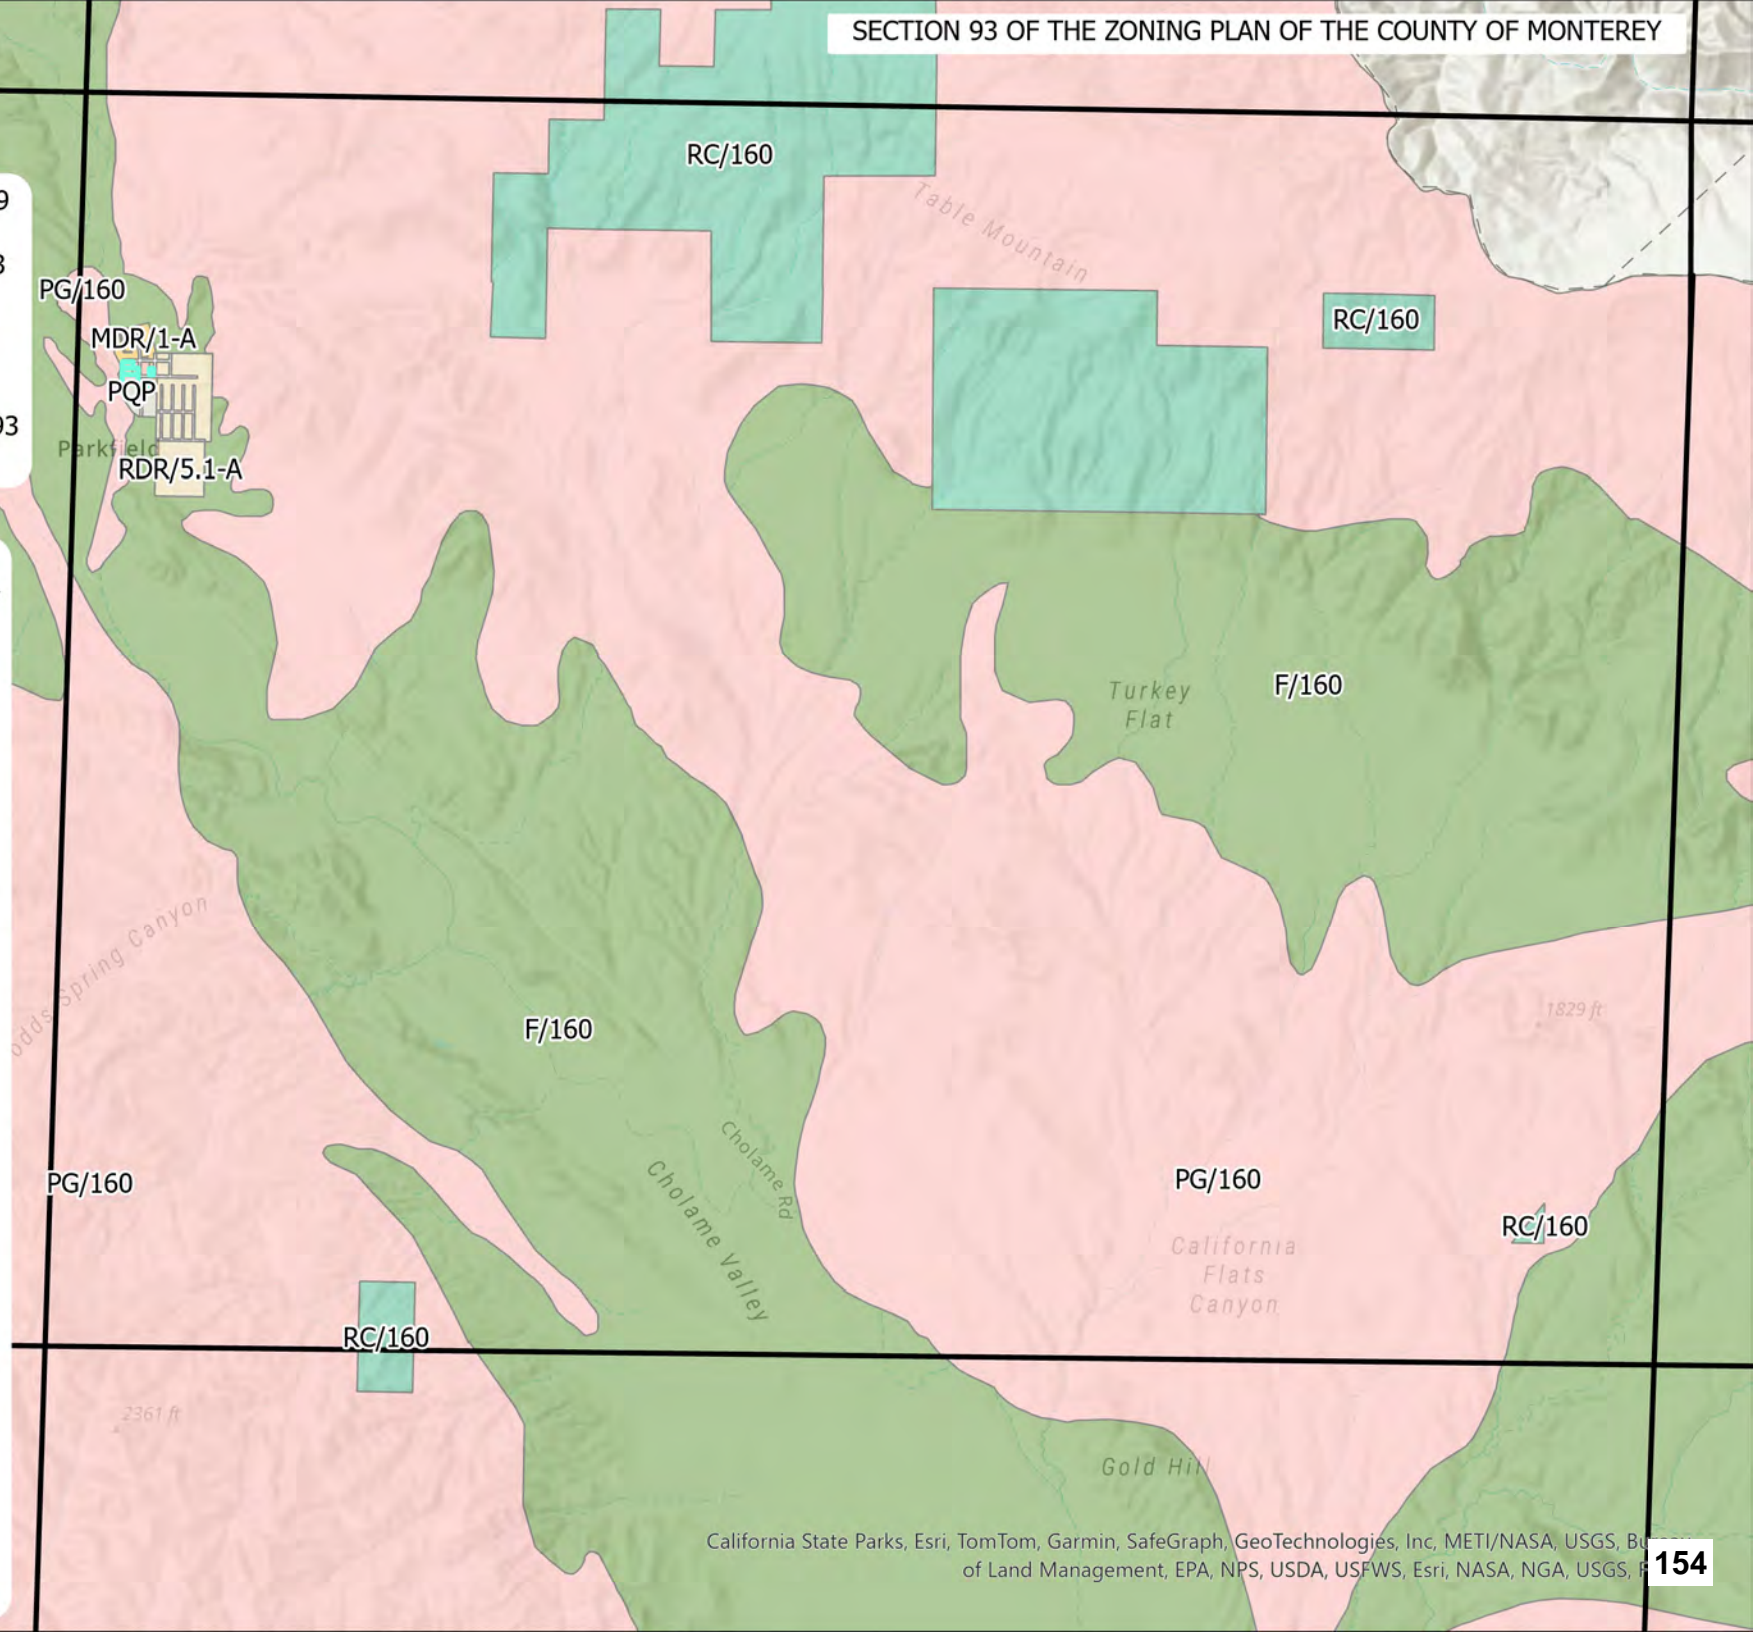 SECTION 93 OF THE ZONING PLAN OF THE COUNTY OF MONTEREY
RC/160
9
Table Mountain
3
PG/160
RC/160
MDR/1-A
PQP
93
Parkfield
RDR/5.1-A
Turkey
Flat
F/160
Spring Canyon
1829 ft
F/160
Cholame Rd
PG/160
PG/160
Cholame Valley
RC/160
California
Flats
Canyon
RC/160
2361 ft
Gold Hill
California State Parks, Esri, TomTom, Garmin, SafeGraph, GeoTechnologies, Inc, METI/NASA, USGS,
of Land Management, EPA, NPS, USDA, USFWS, Esri, NASA, NGA, USGS,
154